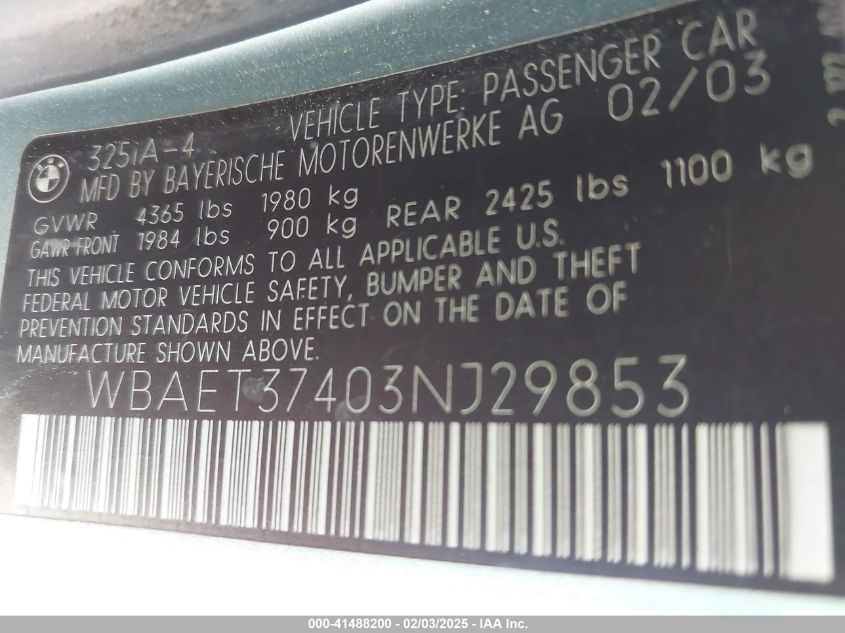 325iA-4 VEHICLE TYPE: PASSENGER CAR
MFD BY BAYERISCHE MOTORENWERKE AG 02/03
GVWR 4365 lbs 1980 kg
GAWR FRONT 1984 lbs 900 kg REAR 2425 lbs 1100 kg
THIS VEHICLE CONFORMS TO ALL APPLICABLE U.S.
FEDERAL MOTOR VEHICLE SAFETY, BUMPER AND THEFT
PREVENTION STANDARDS IN EFFECT ON THE DATE OF
MANUFACTURE SHOWN ABOVE.
WBAET37403NJ29853
000-41488200 - 02/03/2025 - IAA Inc.